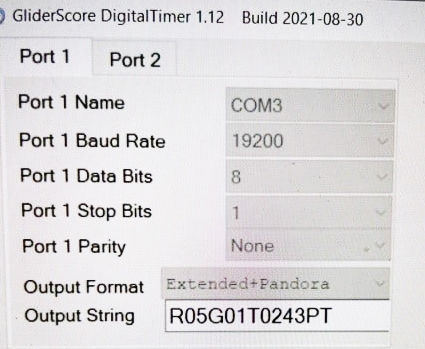 GliderScore DigitalTimer 1.12 Build 2021-08-30
Port 1 Port 2
Port 1 Name COM3
Port 1 Baud Rate 19200
Port 1 Data Bits 8
Port 1 Stop Bits 1
Port 1 Parity None
Output Format Extended+Pandora
Output String R05G01T0243PT